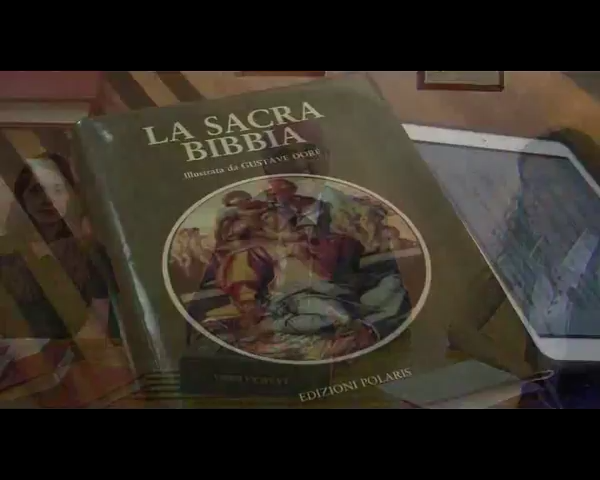 LA SACRA
BIBBIA
Illustrata da GUSTAVE DORÉ
EDIZIONI POLARIS